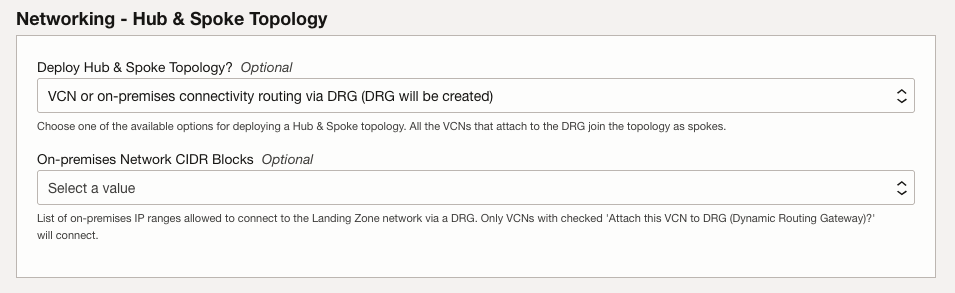 Networking - Hub & Spoke Topology
Deploy Hub & Spoke Topology? Optional
VCN or on-premises connectivity routing via DRG (DRG will be created)
Choose one of the available options for deploying a Hub & Spoke topology. All the VCNs that attach to the DRG join the topology as spokes.
On-premises Network CIDR Blocks Optional
Select a value
List of on-premises IP ranges allowed to connect to the Landing Zone network via a DRG. Only VCNs with checked 'Attach this VCN to DRG (Dynamic Routing Gateway)?'
will connect.